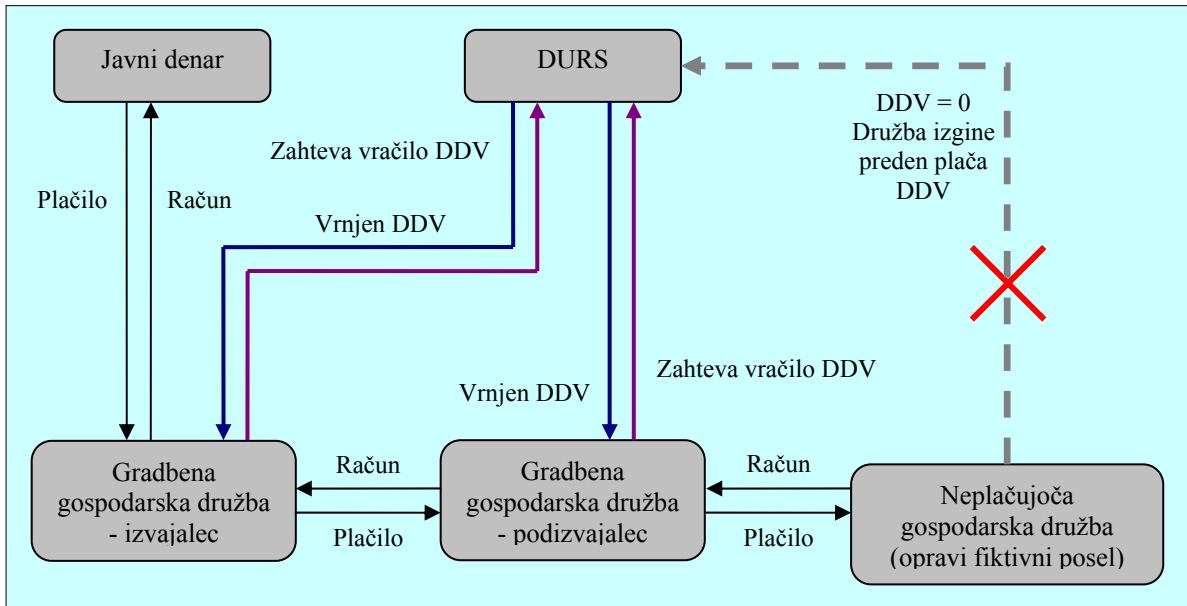 Javni denar
DURS
DDV = 0
Družba izgine
preden plača
DDV
Zahteva vračilo DDV
Plačilo
Račun
Vrnjen DDV
Zahteva vračilo DDV
Vrnjen DDV
Gradbena
gospodarska družba
- izvajalec
Račun
Plačilo
Gradbena
gospodarska družba
- podizvajalec
Račun
Plačilo
Neplačujoča
gospodarska družba
(opravi fiktivni posel)